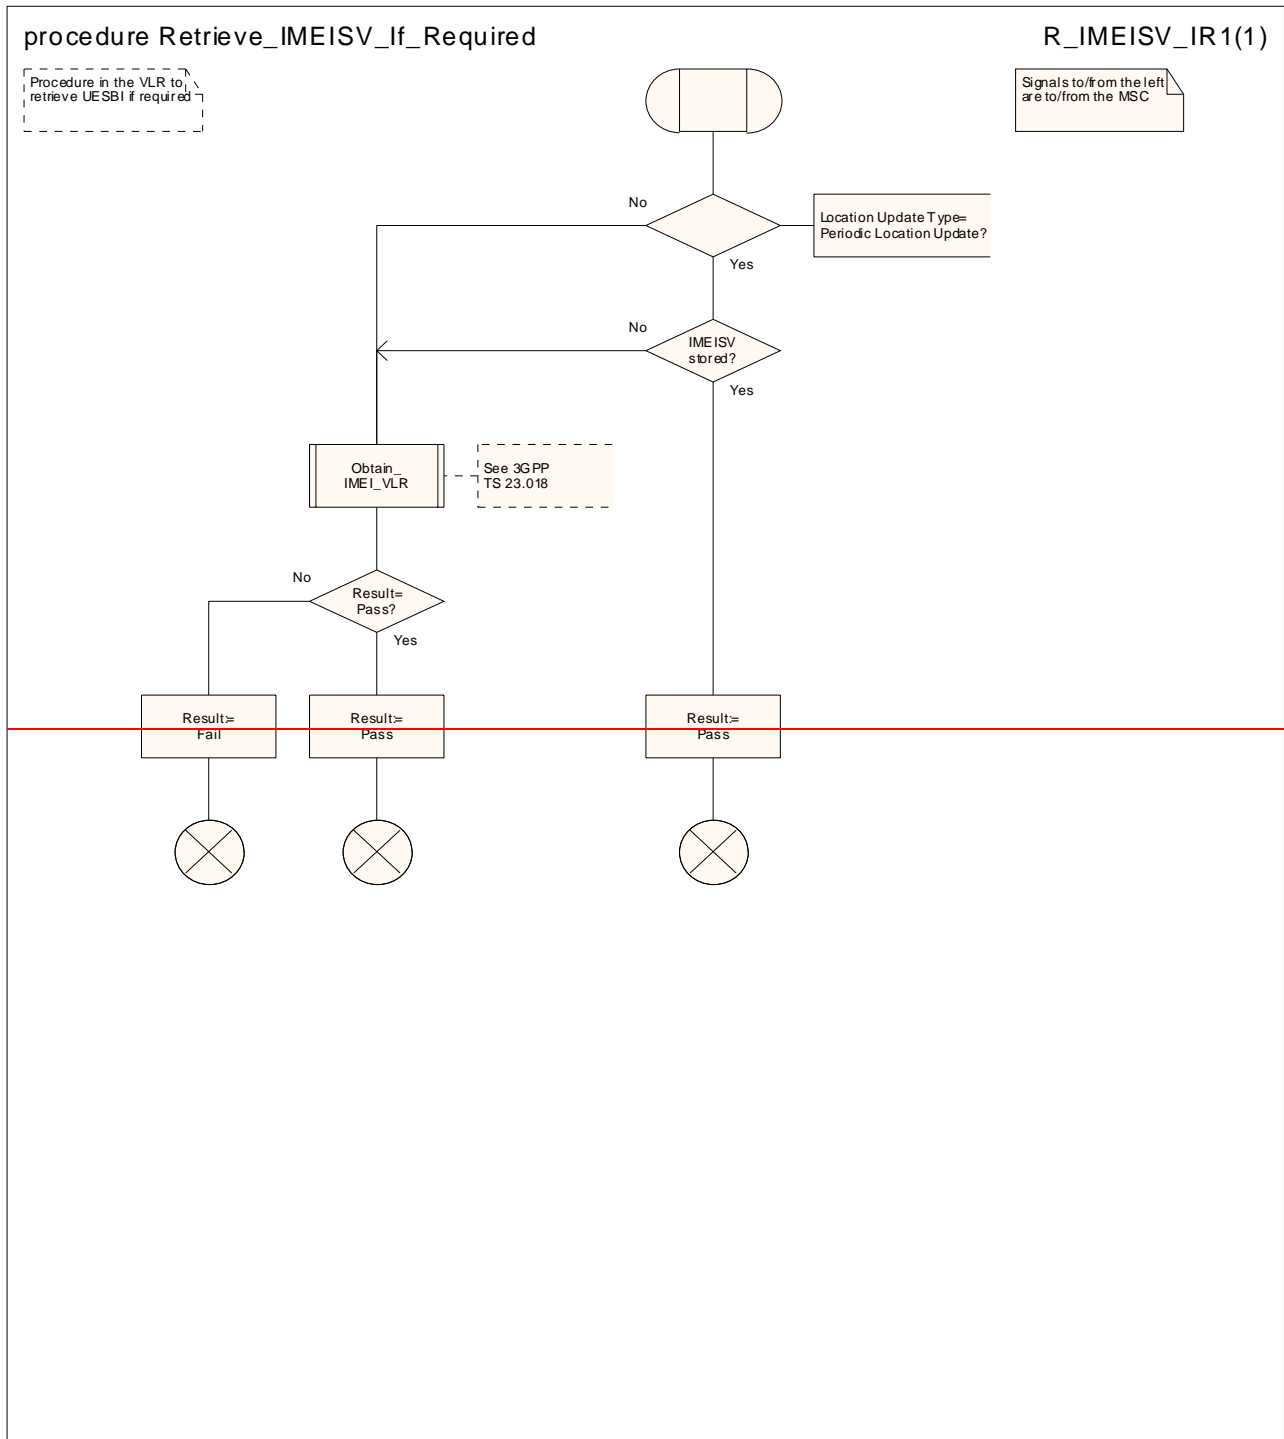 procedure Retrieve_IMEISV_If_Required
R_IMEISV_IR1(1)
Procedure in the VLR to
retrieve UESBI if required
Signals to/from the left
are to/from the MSC
No
Location Update Type=
Periodic Location Update?
Yes
No
IMEISV
stored?
Yes
Obtain_
IMEI_VLR
See 3GPP
TS 23.018
No
Result=
Pass?
Yes
Result:=
Fail
Result:=
Pass
Result:=
Pass